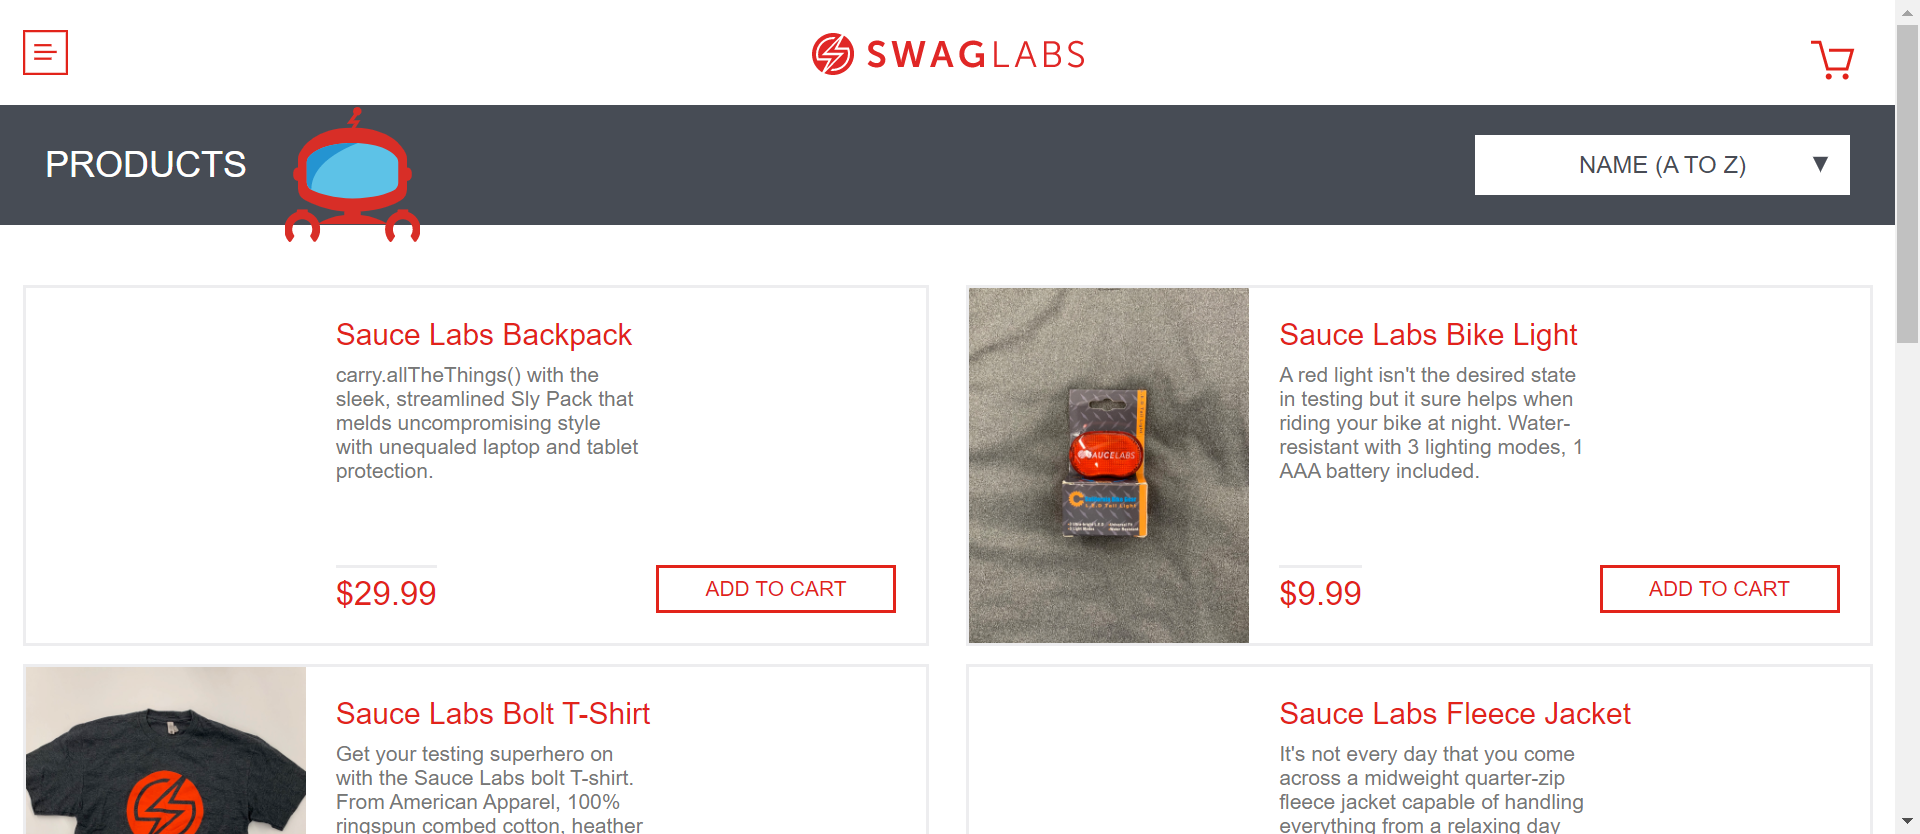 SWAGLABS
PRODUCTS
NAME (A TO Z)
Sauce Labs Backpack
carry.allTheThings() with the
sleek, streamlined Sly Pack that
melds uncompromising style
with unequaled laptop and tablet
protection.
$29.99
ADD TO CART
SAUCELABS
Sauce Labs Bike Light
A red light isn't the desired state
in testing but it sure helps when
riding your bike at night. Water-
resistant with 3 lighting modes, 1
AAA battery included.
$9.99
ADD TO CART
Sauce Labs Bolt T-Shirt
Get your testing superhero on
with the Sauce Labs bolt T-shirt.
From American Apparel, 100%
ringspun combed cotton, heather
Sauce Labs Fleece Jacket
It's not every day that you come
across a midweight quarter-zip
fleece jacket capable of handling
everything from a relaxing day